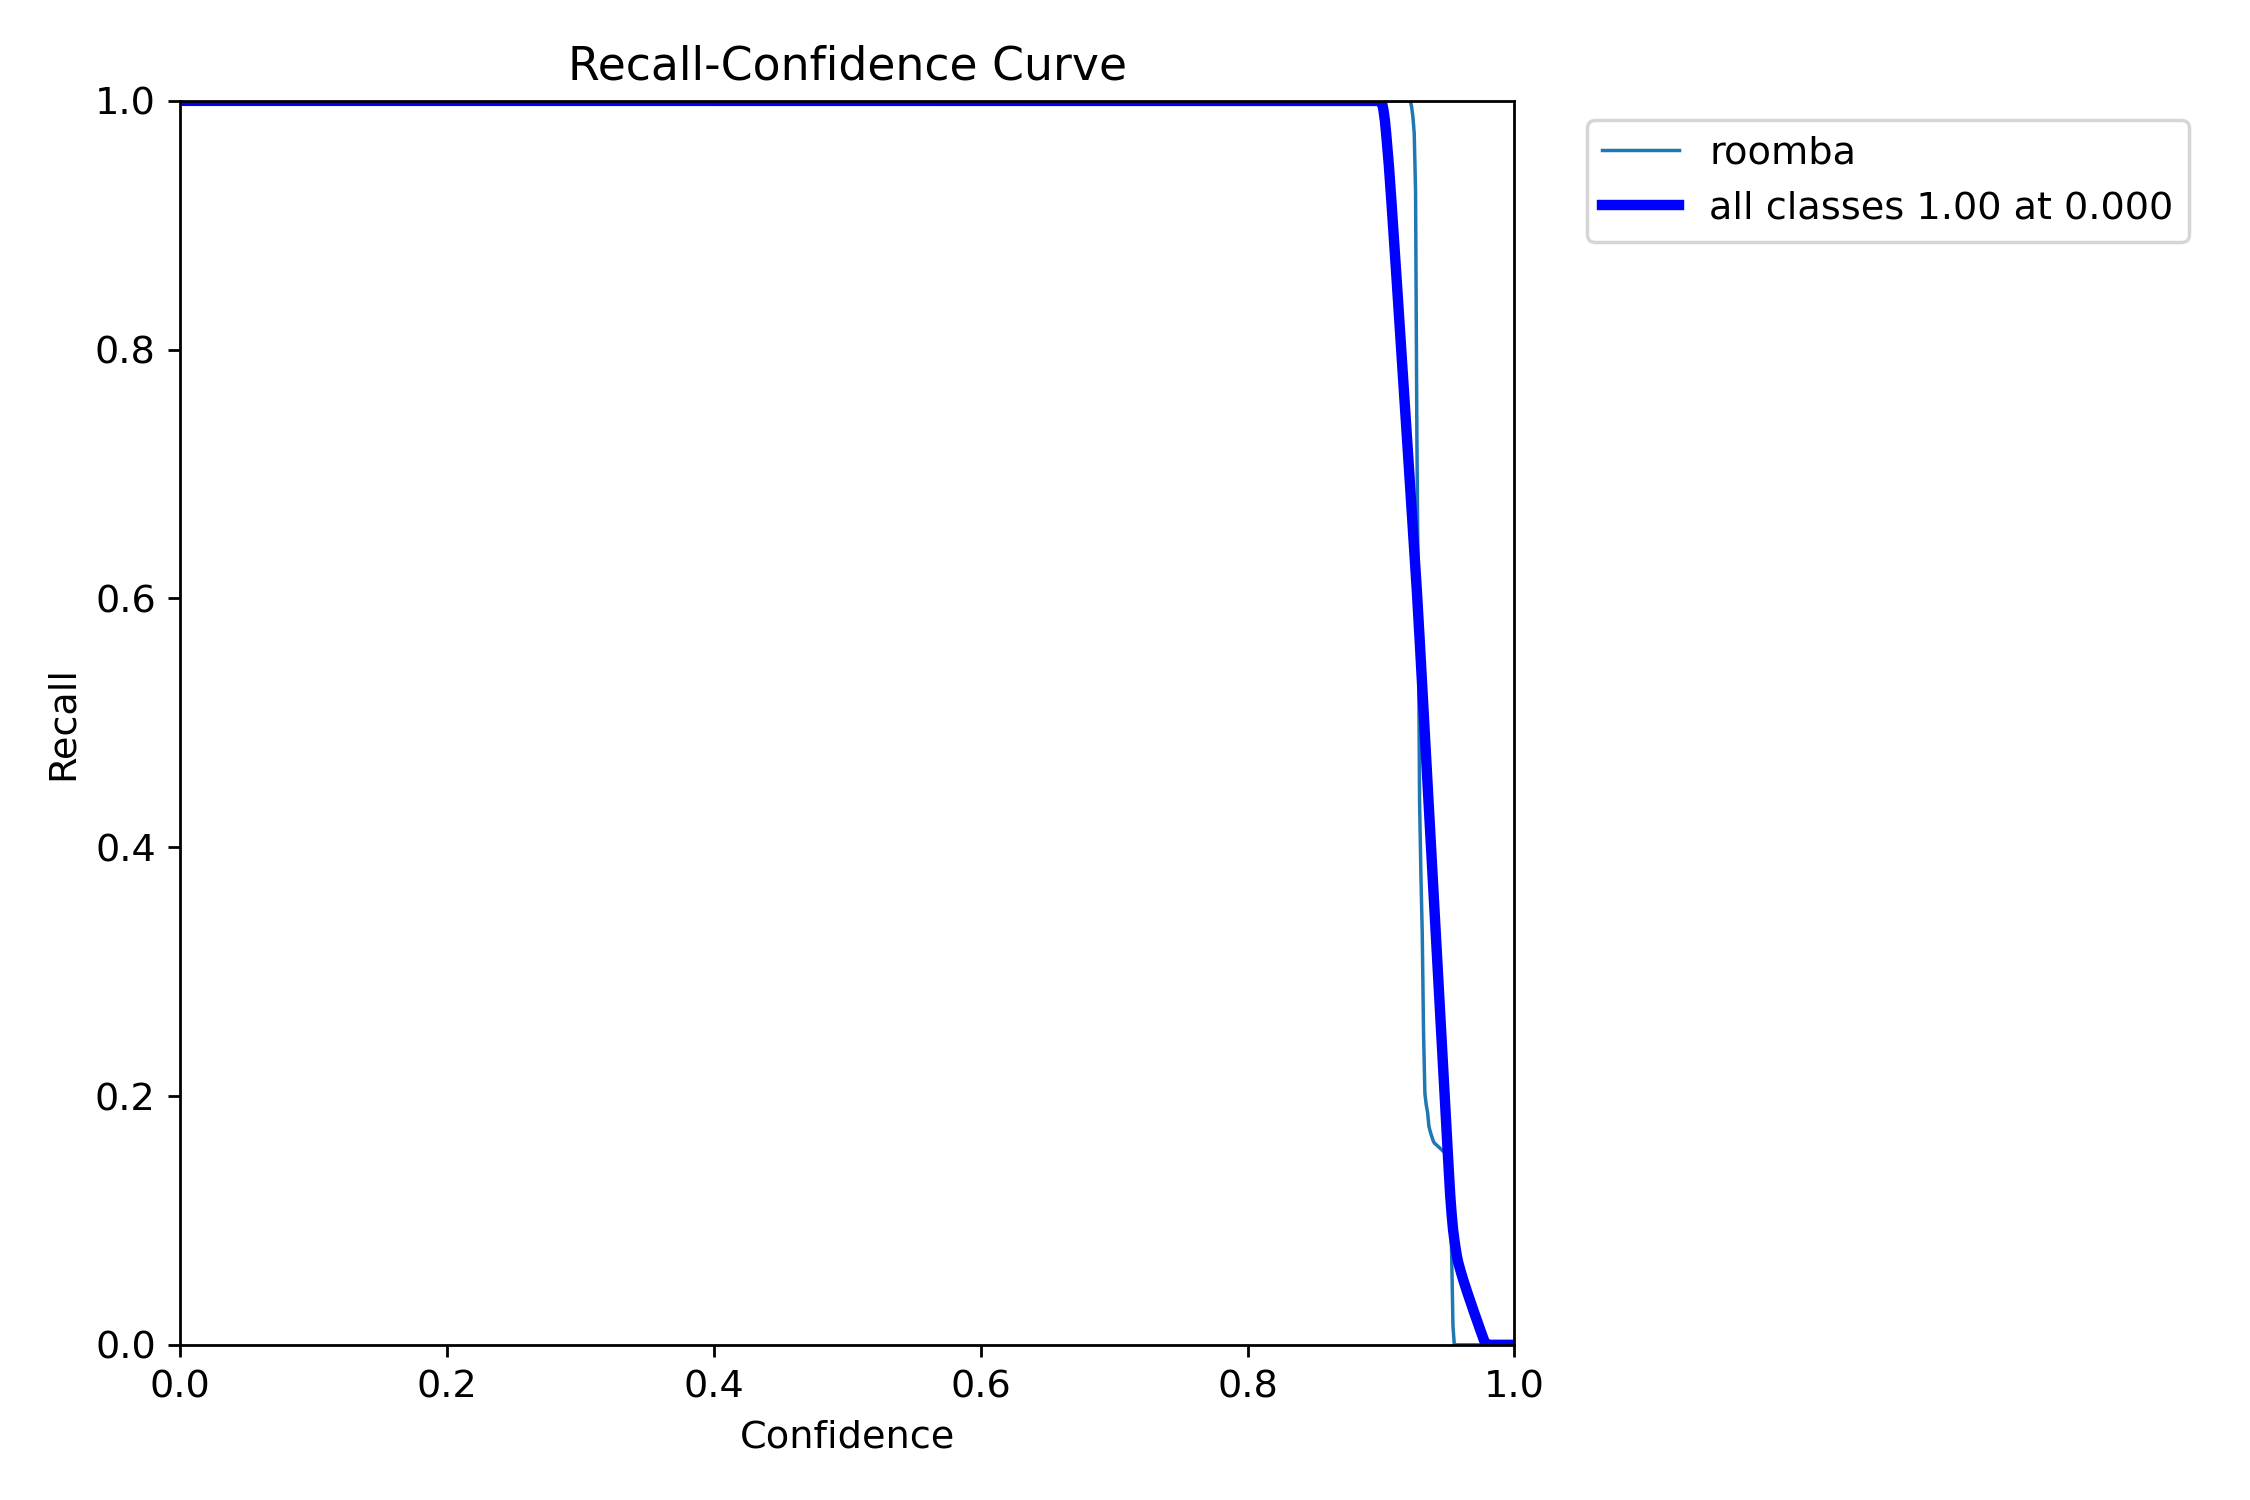 Recall-Confidence Curve
1.0
0.8
0.6
0.4
0.2
0.0
Recall
0.0 0.2 0.4 0.6 0.8 1.0
Confidence
roomba
all classes 1.00 at 0.000